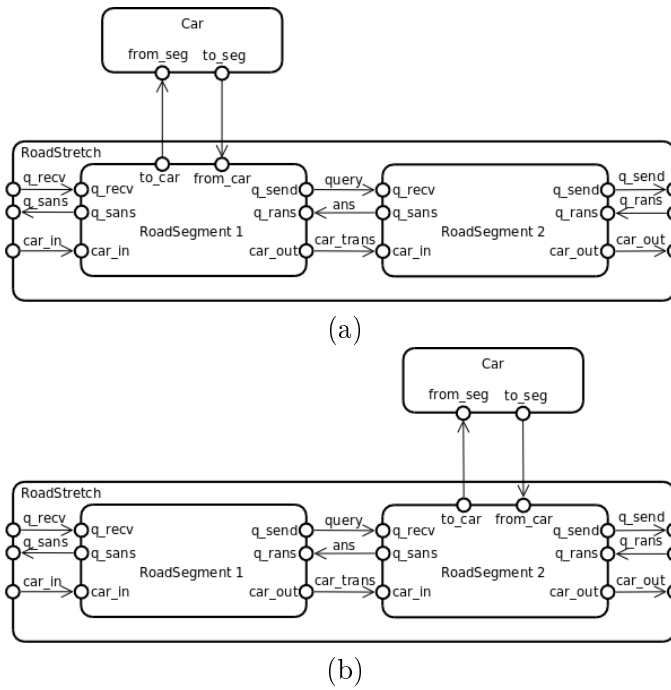 Car
from_seg to_seg
RoadStretch
q_recv to_car from_car query q_send
q_recv q_send q_recv q_send
q_sans q_rans ans q_sans q_rans q_rans
RoadSegment 1 RoadSegment 2
car_in car_trans car_out
car_in car_out car_in car_out
(a)
Car
from_seg to_seg
RoadStretch
q_recv query to_car from_car q_send
q_recv q_send q_recv q_send
q_sans q_sans q_rans ans q_sans q_rans q_rans
RoadSegment 1 RoadSegment 2
car_in car_trans car_out
car_in car_out car_in car_out
(b)